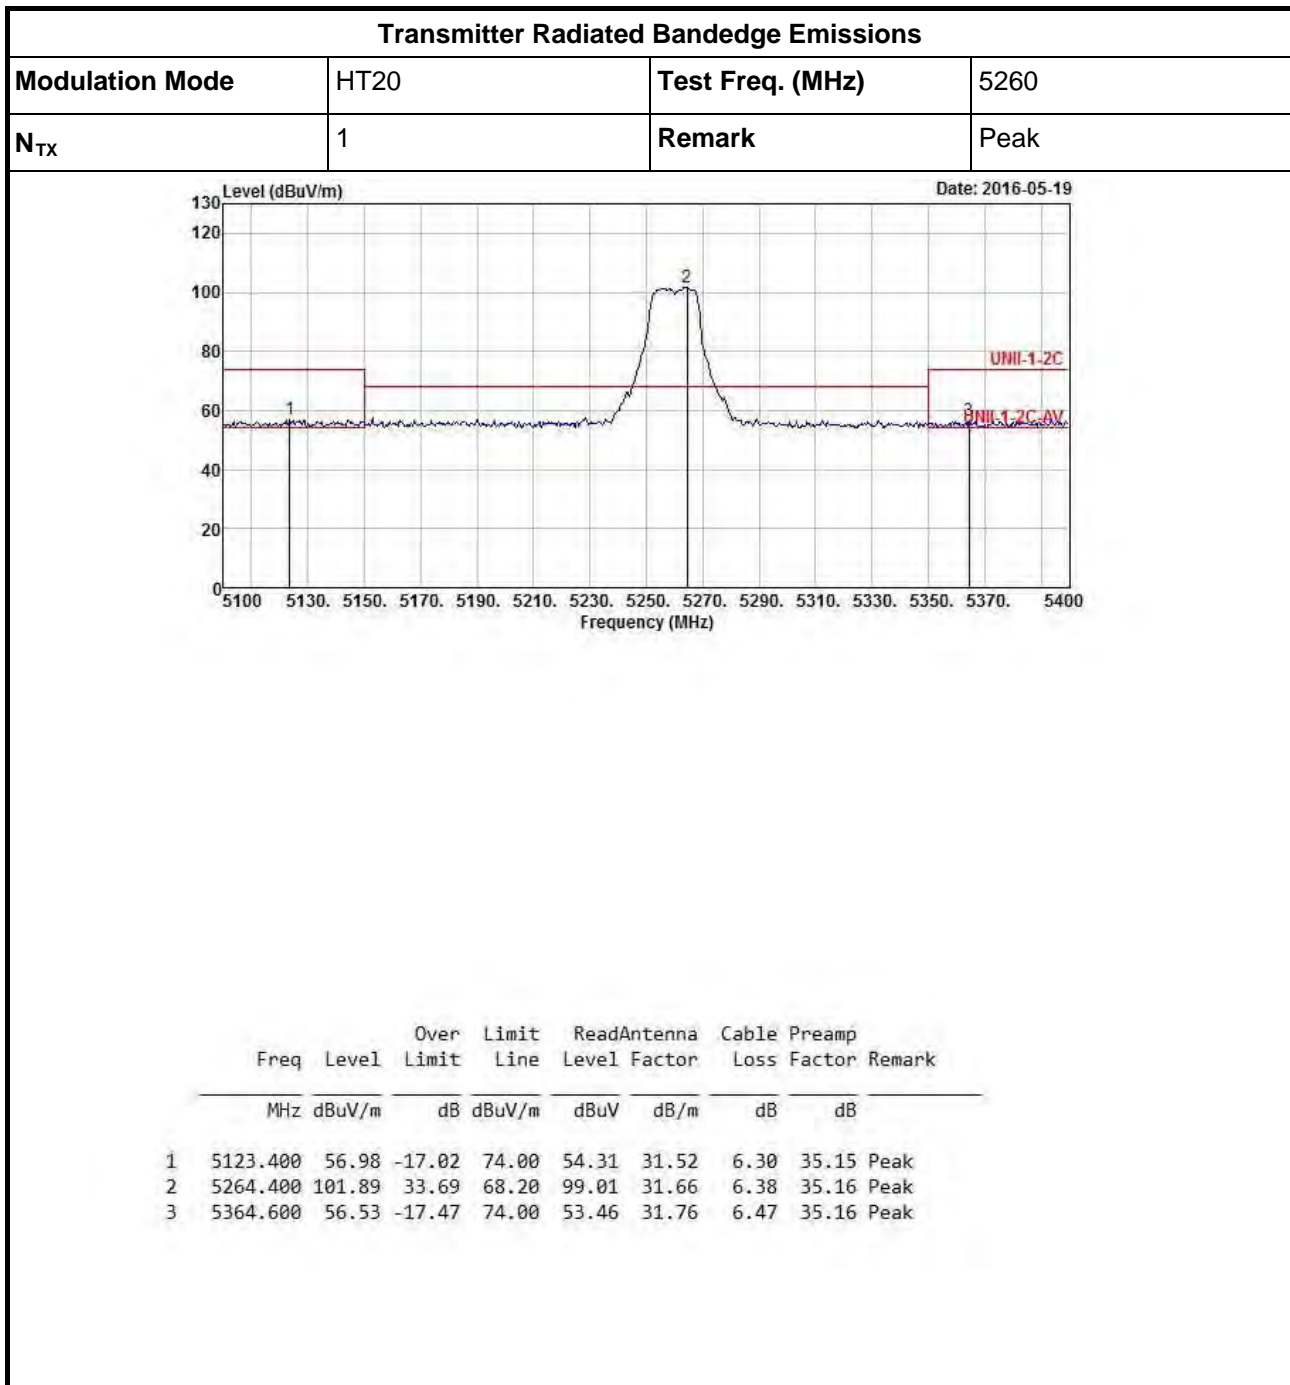 Transmitter Radiated Bandedge Emissions
Modulation Mode HT20 Test Freq. (MHz) 5260
NTX 1 Remark Peak
Level (dBuV/m) Date: 2016-05-19
130
120
100
2
80
UNII-1-2C
60
1
3
UNII-1-2C-AV
40
20
0
5100 5130. 5150. 5170. 5190. 5210. 5230. 5250. 5270. 5290. 5310. 5330. 5350. 5370. 5400
Frequency (MHz)
Over Limit ReadAntenna Cable Preamp
Freq Level Limit Line Level Factor Loss Factor Remark
MHz dBuV/m dB dBuV/m dBuV dB/m dB dB
1 5123.400 56.98 -17.02 74.00 54.31 31.52 6.30 35.15 Peak
2 5264.400 101.89 33.69 68.20 99.01 31.66 6.38 35.16 Peak
3 5364.600 56.53 -17.47 74.00 53.46 31.76 6.47 35.16 Peak